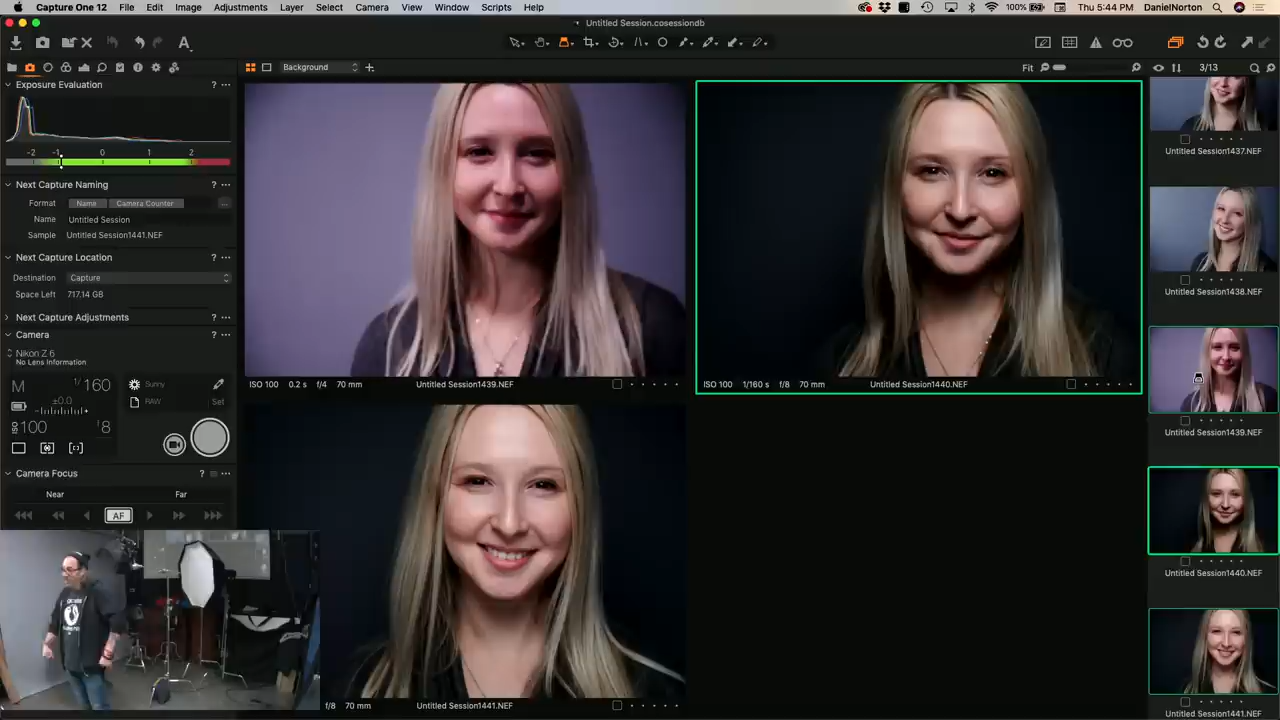 Capture One 12 File Edit Image Adjustments Layer Select Camera View Window Scripts Help 100% Thu 5:44 PM DanielNorton
Untitled Session.cosessiondb
A
Background
Fit
3/13
Exposure Evaluation ? ...
-2 -1 0 1 2
Next Capture Naming ? ...
Format Name Camera Counter ...
Name Untitled Session
Sample Untitled Session1441.NEF
Next Capture Location ? ...
Destination Capture
Space Left 717.14 GB
Next Capture Adjustments ? ...
Camera ? ...
Nikon Z 6
No Lens Information
M 1/160 Sunny
±0.0 RAW Set
ISO 100 f8
Camera Focus ? ...
Near Far
AF
ISO 100 0.2 s f/4 70 mm Untitled Session1439.NEF
ISO 100 1/160 s f/8 70 mm Untitled Session1440.NEF
f/8 70 mm Untitled Session1441.NEF
Untitled Session1437.NEF
Untitled Session1438.NEF
Untitled Session1439.NEF
Untitled Session1440.NEF
Untitled Session1441.NEF